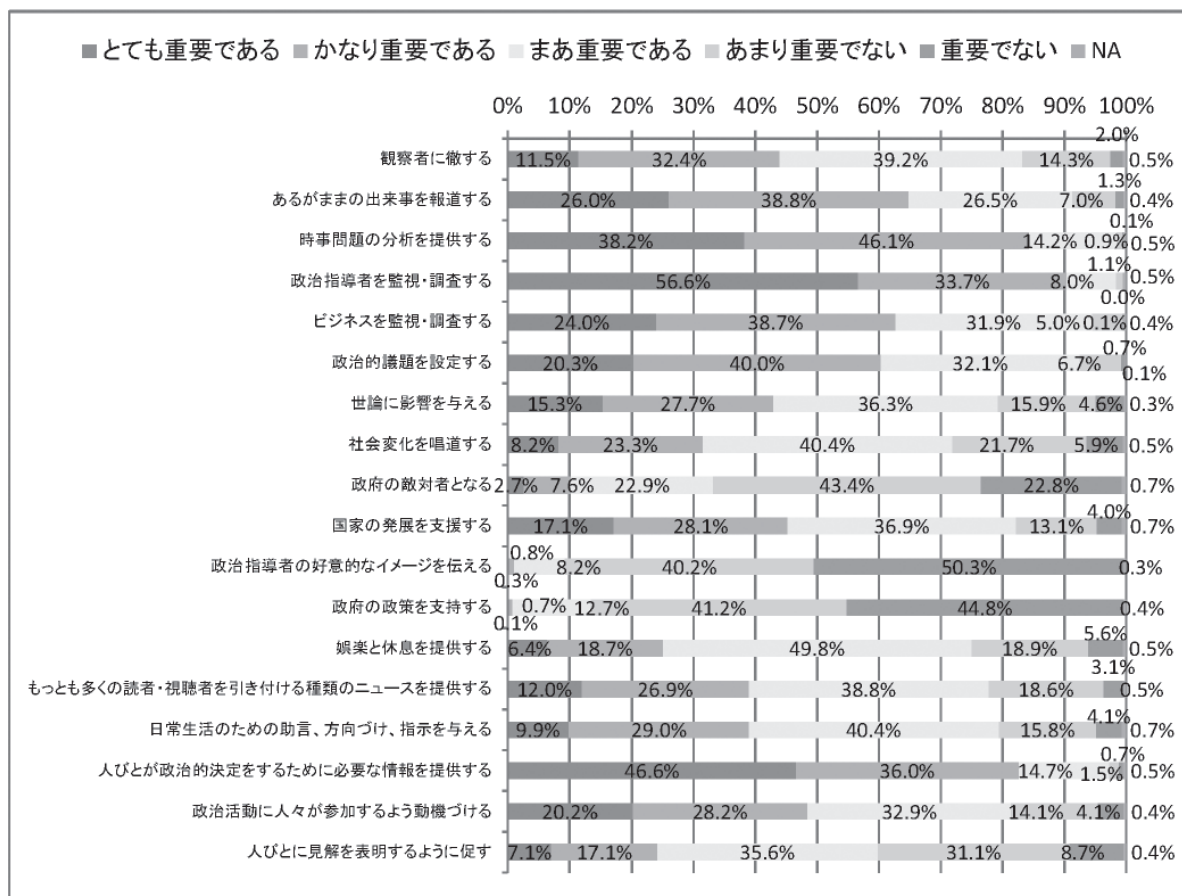 ■とても重要である ■かなり重要である ■まあ重要である ■あまり重要でない ■重要でない ■NA
0% 10% 20% 30% 40% 50% 60% 70% 80% 90% 100%
観察者に徹する 11.5% 32.4% 39.2% 14.3% 2.0% 0.5%
あるがままの出来事を報道する 26.0% 38.8% 26.5% 7.0% 1.3% 0.4%
時事問題の分析を提供する 38.2% 46.1% 14.2% 0.9% 0.1% 0.5%
政治指導者を監視・調査する 56.6% 33.7% 8.0% 1.1% 0.0% 0.5%
ビジネスを監視・調査する 24.0% 38.7% 31.9% 5.0% 0.1% 0.4%
政治的議題を設定する 20.3% 40.0% 32.1% 6.7% 0.7% 0.1%
世論に影響を与える 15.3% 27.7% 36.3% 15.9% 4.6% 0.3%
社会変化を唱道する 8.2% 23.3% 40.4% 21.7% 5.9% 0.5%
政府の敵対者となる 2.7% 7.6% 22.9% 43.4% 22.8% 0.7%
国家の発展を支援する 17.1% 28.1% 36.9% 13.1% 4.0% 0.7%
政治指導者の好意的なイメージを伝える 0.3% 0.8% 8.2% 40.2% 50.3% 0.3%
政府の政策を支持する 0.1% 0.7% 12.7% 41.2% 44.8% 0.4%
娯楽と休息を提供する 6.4% 18.7% 49.8% 18.9% 5.6% 0.5%
もっとも多くの読者・視聴者を引き付ける種類のニュースを提供する 12.0% 26.9% 38.8% 18.6% 3.1% 0.5%
日常生活のための助言、方向づけ、指示を与える 9.9% 29.0% 40.4% 15.8% 4.1% 0.7%
人びとが政治的決定をするために必要な情報を提供する 46.6% 36.0% 14.7% 1.5% 0.7% 0.5%
政治活動に人々が参加するよう動機づける 20.2% 28.2% 32.9% 14.1% 4.1% 0.4%
人びとに見解を表明するように促す 7.1% 17.1% 35.6% 31.1% 8.7% 0.4%